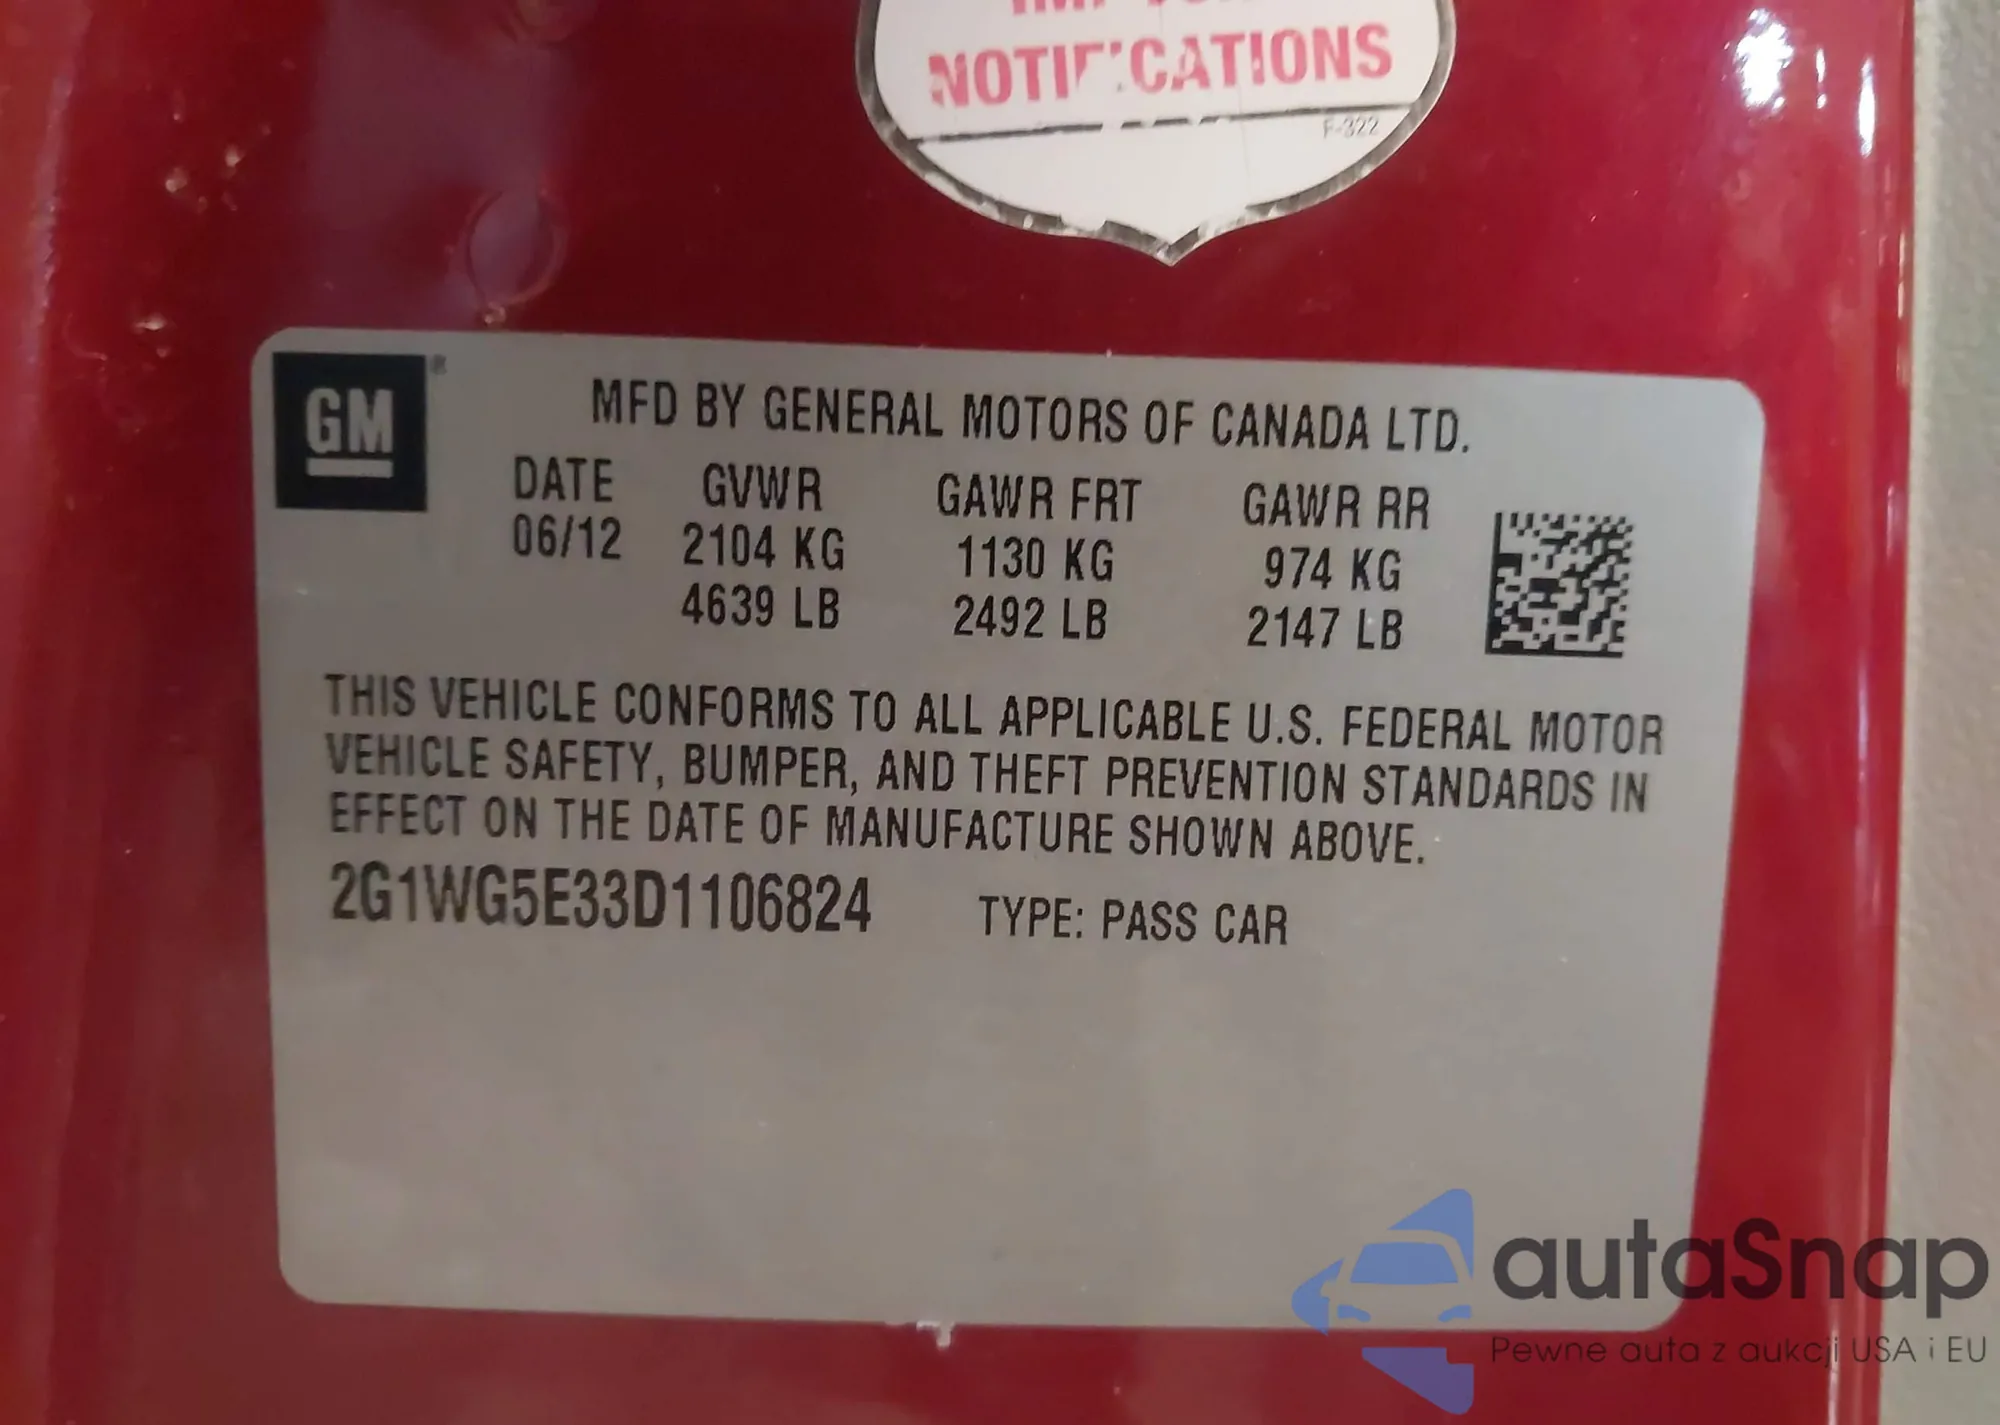 NOTIFICATIONS
F-322
GM®
MFD BY GENERAL MOTORS OF CANADA LTD.
DATE GVWR GAWR FRT GAWR RR
06/12 2104 KG 1130 KG 974 KG
4639 LB 2492 LB 2147 LB
THIS VEHICLE CONFORMS TO ALL APPLICABLE U.S. FEDERAL MOTOR
VEHICLE SAFETY, BUMPER, AND THEFT PREVENTION STANDARDS IN
EFFECT ON THE DATE OF MANUFACTURE SHOWN ABOVE.
2G1WG5E33D1106824 TYPE: PASS CAR
autaSnap
Pewne auta z aukcji USA i EU